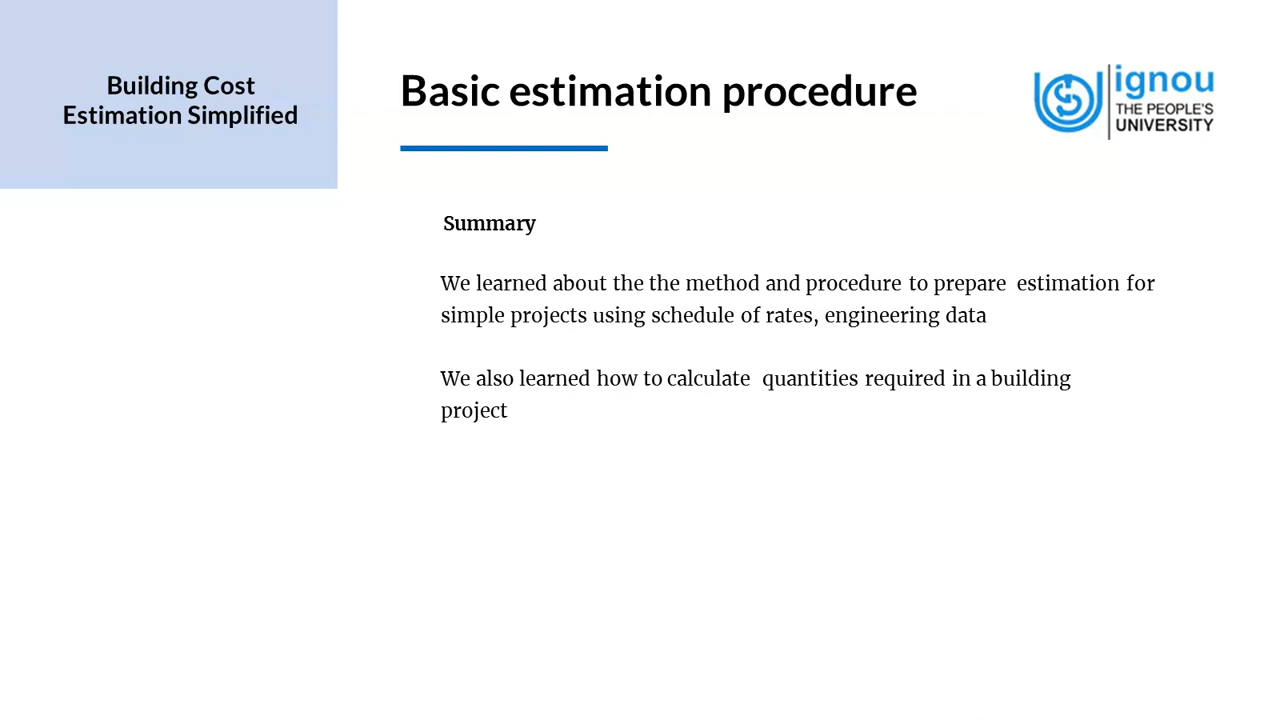 Building Cost
Estimation Simplified
Basic estimation procedure
ignou
THE PEOPLE'S
UNIVERSITY
Summary
We learned about the the method and procedure to prepare  estimation for
simple projects using schedule of rates, engineering data
We also learned how to calculate  quantities required in a building
project